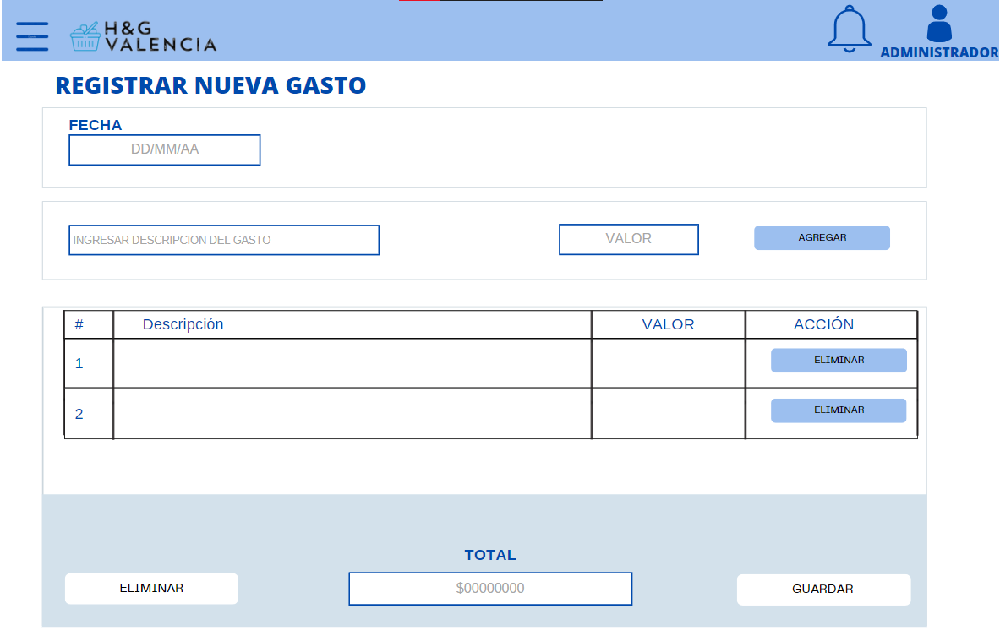 H&G
VALENCIA
ADMINISTRADOR
REGISTRAR NUEVA GASTO
FECHA
DD/MM/AA
INGRESAR DESCRIPCION DEL GASTO
VALOR
AGREGAR
# Descripción VALOR ACCIÓN
1 ELIMINAR
2 ELIMINAR
TOTAL
ELIMINAR $00000000 GUARDAR